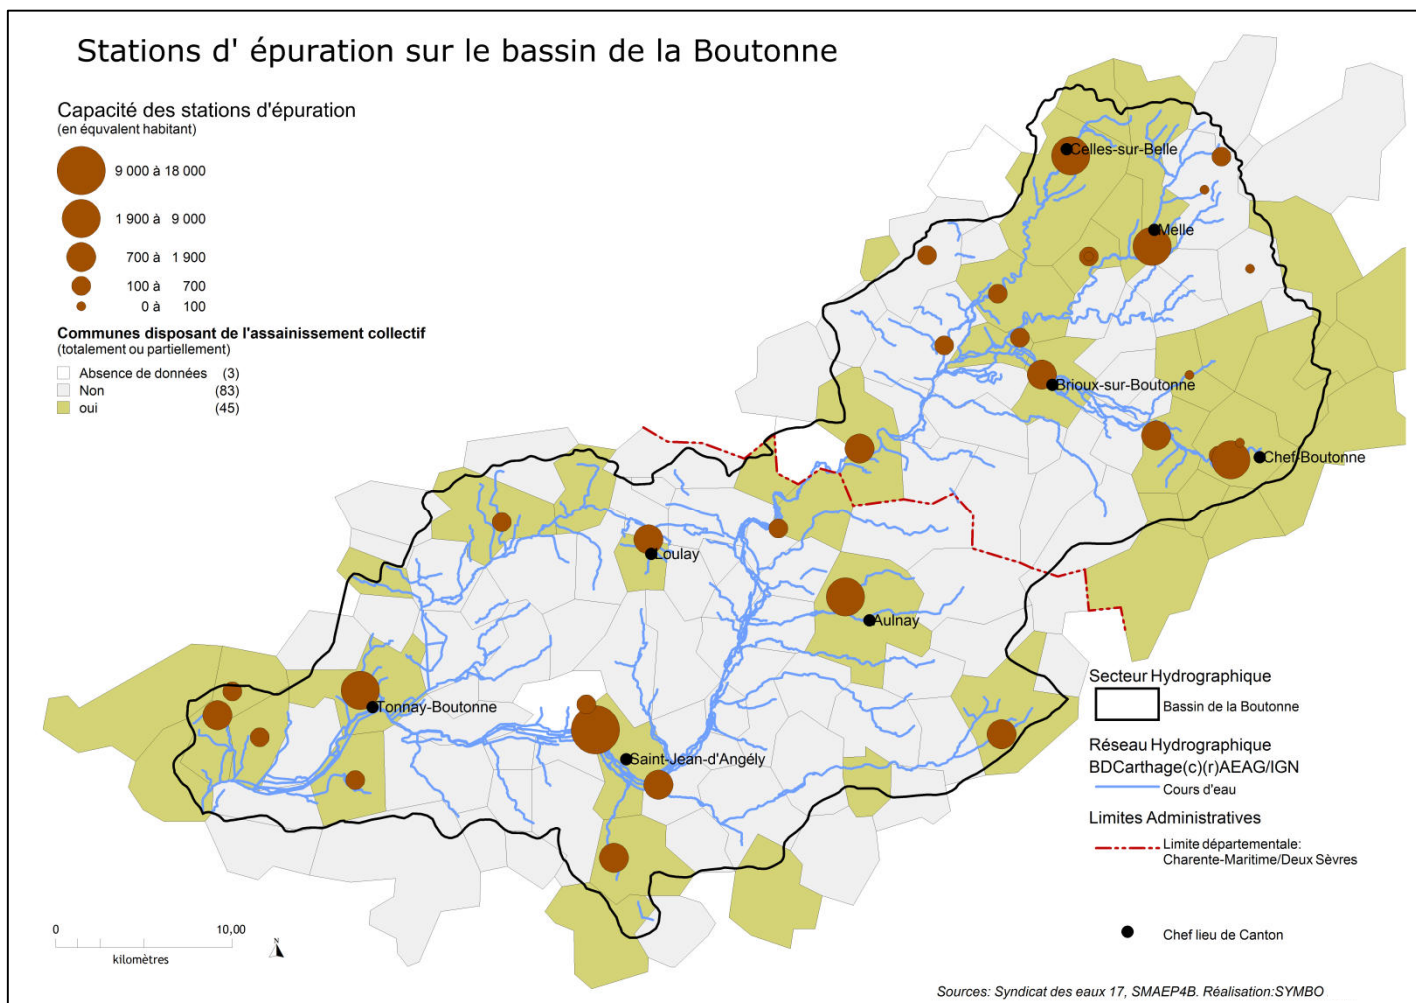 Stations d' épuration sur le bassin de la Boutonne
Capacité des stations d'épuration
(en équvalent habitant)
9 000 à 18 000
1 900 à 9 000
700 à 1 900
100 à 700
0 à 100
Communes disposant de l'assainissement collectif
(totalement ou partiellement)
Absence de données (3)
Non (83)
oui (45)
Celles-sur-Belle
Melle
Brioux-sur-Boutonne
Chef-Boutonne
Loulay
Aulnay
Tonnay-Boutonne
Saint-Jean-d'Angély
Secteur Hydrographique
Bassin de la Boutonne
Réseau Hydrographique
BDCarthage(c)(r)AEAG/IGN
Cours d'eau
Limites Administratives
Limite départementale:
Charente-Maritime/Deux Sèvres
Chef lieu de Canton
0 10,00
kilomètres
N
Sources: Syndicat des eaux 17, SMAEP4B. Réalisation:SYMBO